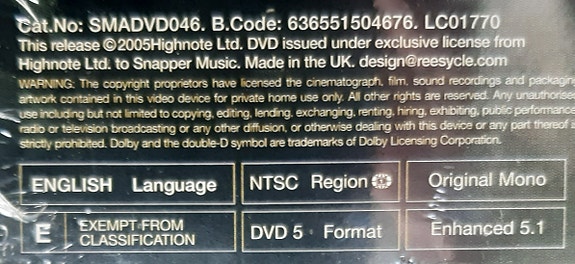 Cat.No: SMADVD046. B.Code: 636551504676. LC01770
This release ©2005Highnote Ltd. DVD issued under exclusive license from
Highnote Ltd. to Snapper Music. Made in the UK. design@reesycle.com
WARNING: The copyright proprietors have licensed the cinematograph, film, sound recordings and packaging
artwork contained in this video device for private home use only. All other rights are reserved. Any unauthorised
use including but not limited to copying, editing, lending, exchanging, renting, hiring, exhibiting, public performance
radio or television broadcasting or any other diffusion, or otherwise dealing with this device or any part thereof is
strictly prohibited. Dolby and the double-D symbol are trademarks of Dolby Licensing Corporation.
ENGLISH Language
NTSC Region
Original Mono
E EXEMPT FROM
CLASSIFICATION
DVD 5 Format
Enhanced 5.1